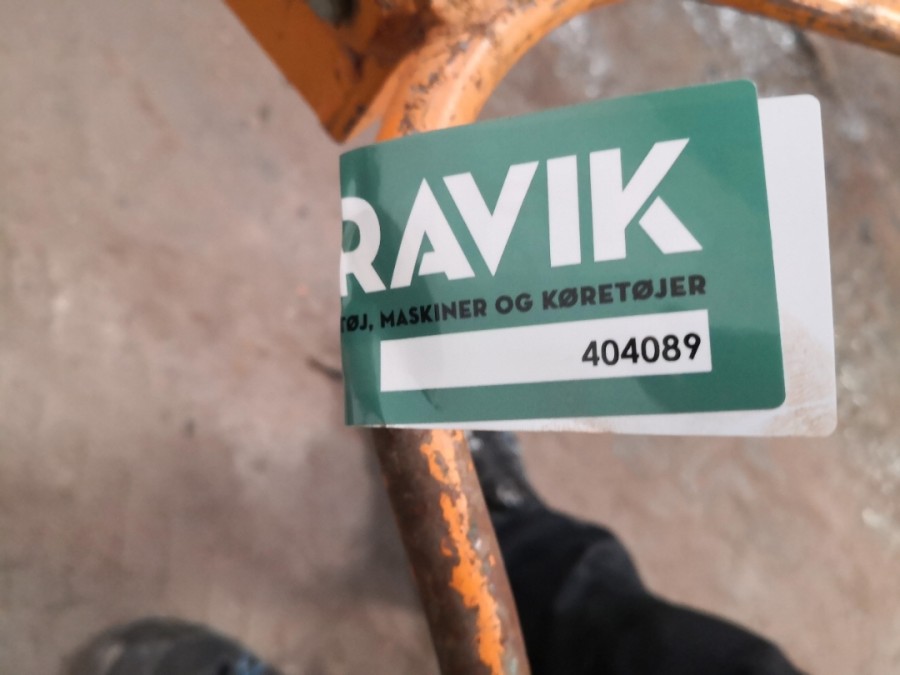 RAVIK
TØJ, MASKINER OG KØRETØJER
404089